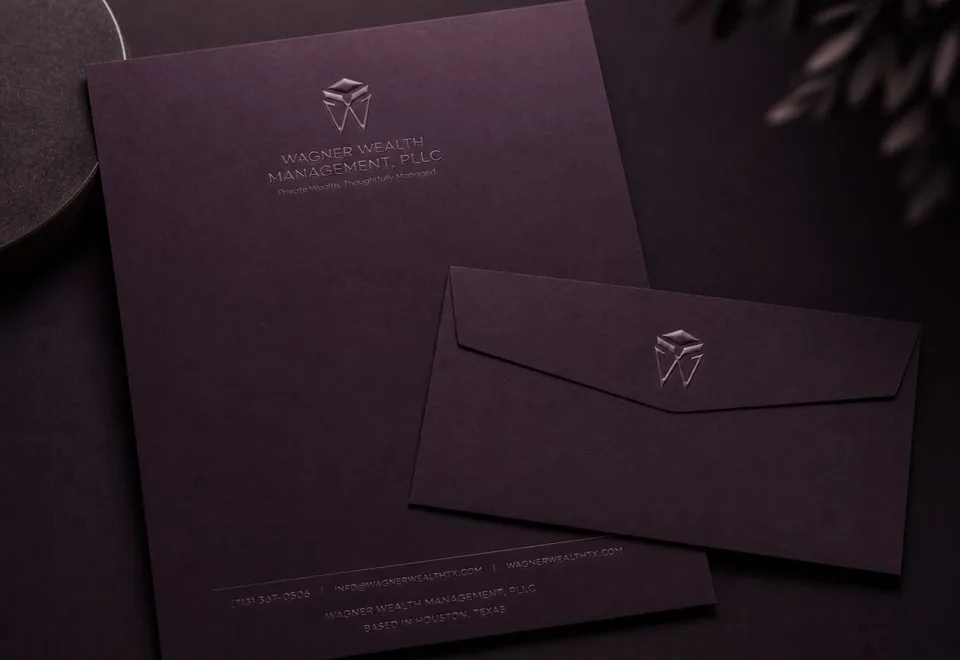 WAGNER WEALTH
MANAGEMENT, PLLC
Private Wealth. Thoughtfully Managed.
(713) 367-0506 | INFO@WAGNERWEALTHTX.COM | WAGNERWEALTHTX.COM
WAGNER WEALTH MANAGEMENT, PLLC
BASED IN HOUSTON, TEXAS